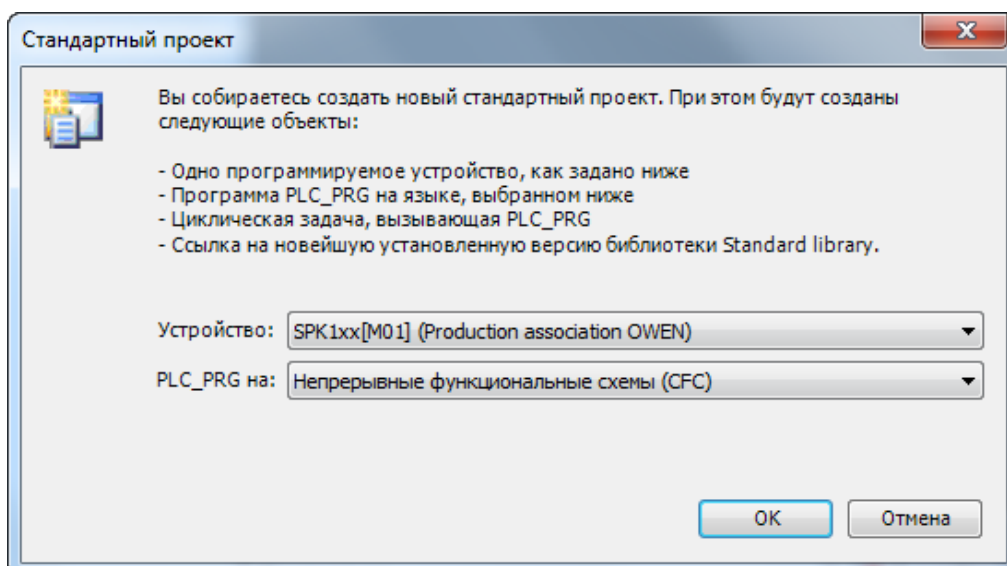 Стандартный проект
Вы собираетесь создать новый стандартный проект. При этом будут созданы
следующие объекты:
- Одно программируемое устройство, как задано ниже
- Программа PLC_PRG на языке, выбранном ниже
- Циклическая задача, вызывающая PLC_PRG
- Ссылка на новейшую установленную версию библиотеки Standard library.
Устройство: SPK1xx[M01] (Production association OWEN)
PLC_PRG на: Непрерывные функциональные схемы (CFC)
OK Отмена